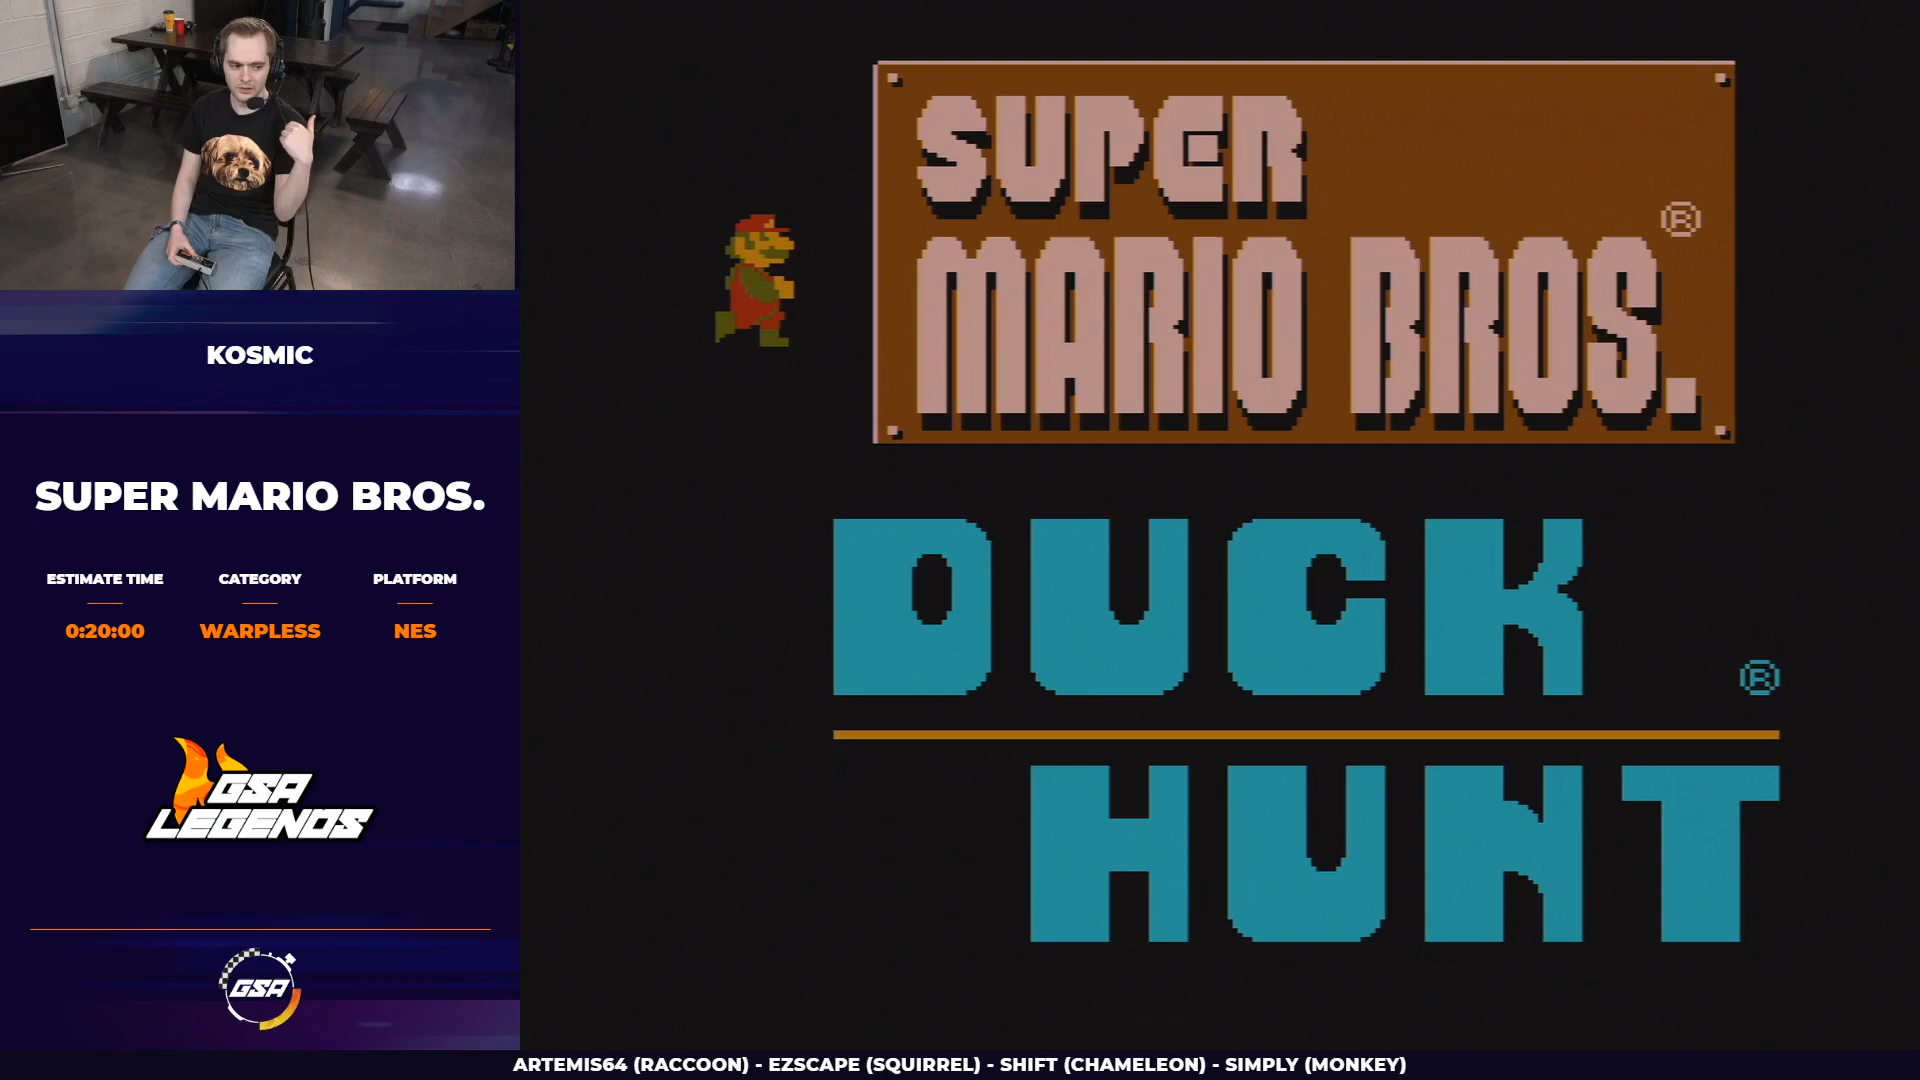 KOSMIC
SUPER MARIO BROS.
ESTIMATE TIME
CATEGORY
PLATFORM
0:20:00
WARPLESS
NES
GSA
LEGENDS
GSA
SUPER
MARIO BROS.
®
DUCK
®
HUNT
ARTEMIS64 (RACCOON) - EZSCAPE (SQUIRREL) - SHIFT (CHAMELEON) - SIMPLY (MONKEY)